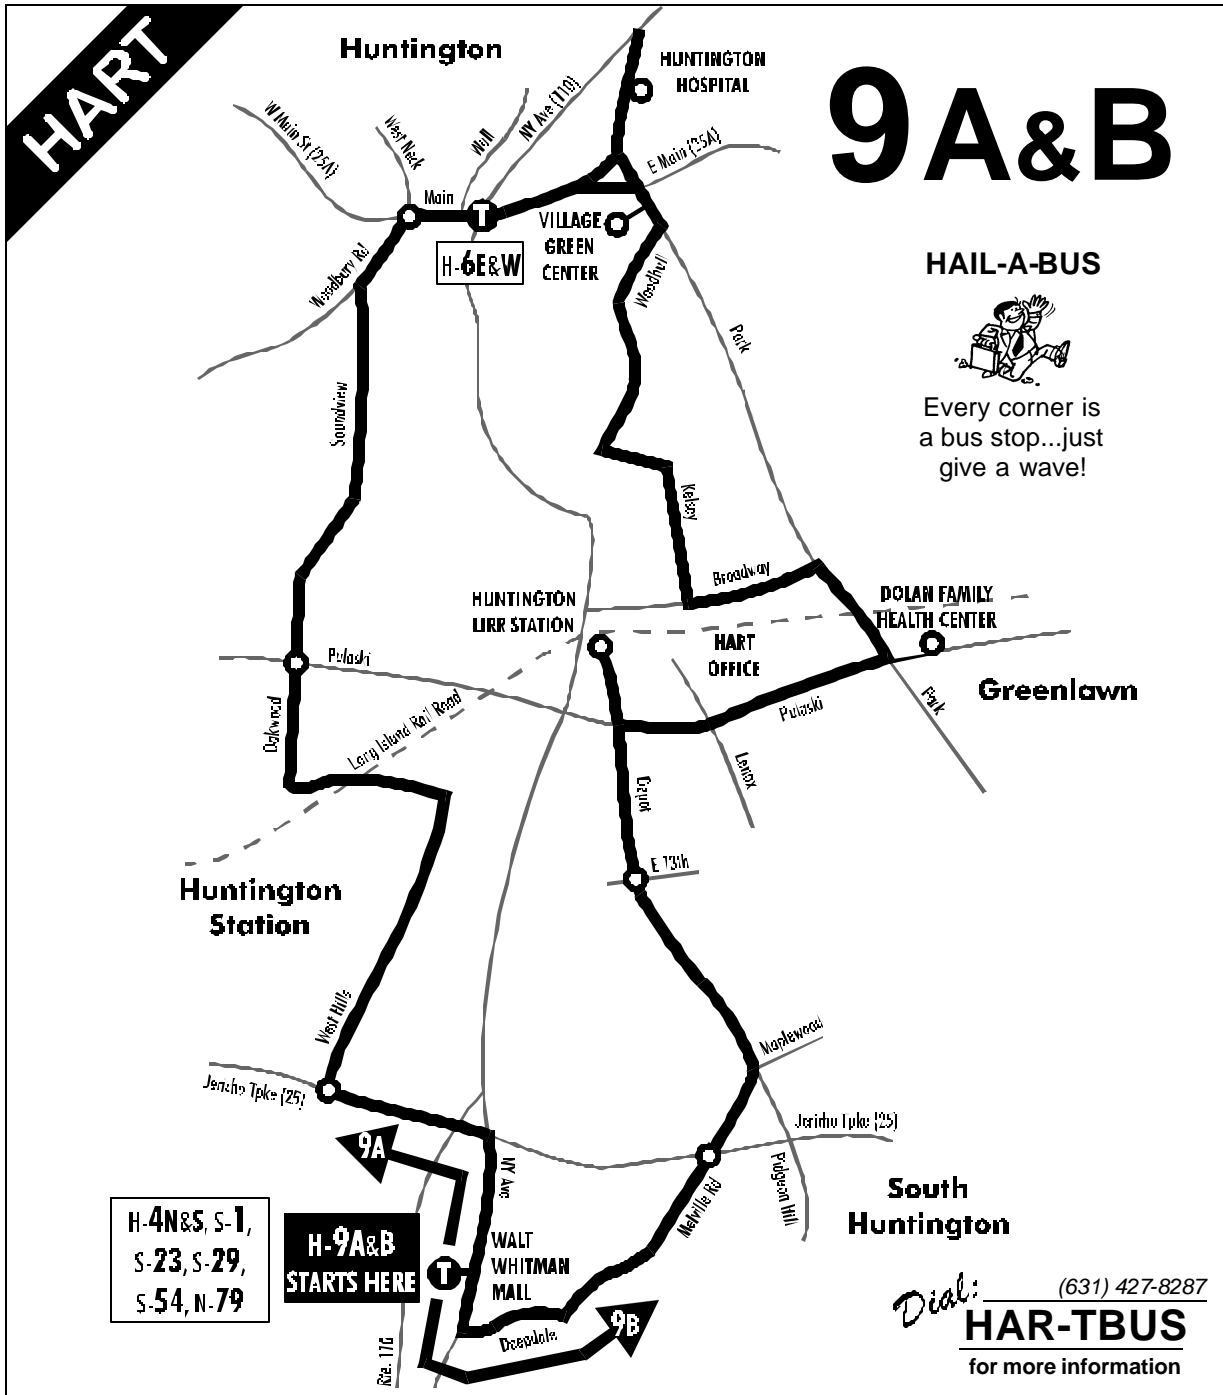 HART
Huntington
HUNTINGTON
HOSPITAL
9 A&B
W Main St (25A)
West Neck
Wall
NY Ave (110)
E Main (25A)
Main
T
VILLAGE
GREEN
CENTER
H-6E&W
Woodbury Rd
Woodhull
HAIL-A-BUS
Park
Soundview
Every corner is
a bus stop...just
give a wave!
Kelsey
Broadway
HUNTINGTON
LIRR STATION
DOLAN FAMILY
HEALTH CENTER
HART
OFFICE
Pulaski
Greenlawn
Oakwood
Long Island Rail Road
Pulaski
Park
Lenox
Depot
E 13th
Huntington
Station
West Hills
Maplewood
Jericho Tpke (25)
Jericho Tpke (25)
9A
NY Ave
Melville Rd
Pidgeon Hill
South
Huntington
H-4N&S, S-1,
S-23, S-29,
S-54, N-79
H-9A&B
STARTS HERE
T
WALT
WHITMAN
MALL
Deepdale
9B
Rte. 110
Dial:
(631) 427-8287
HAR-TBUS
for more information